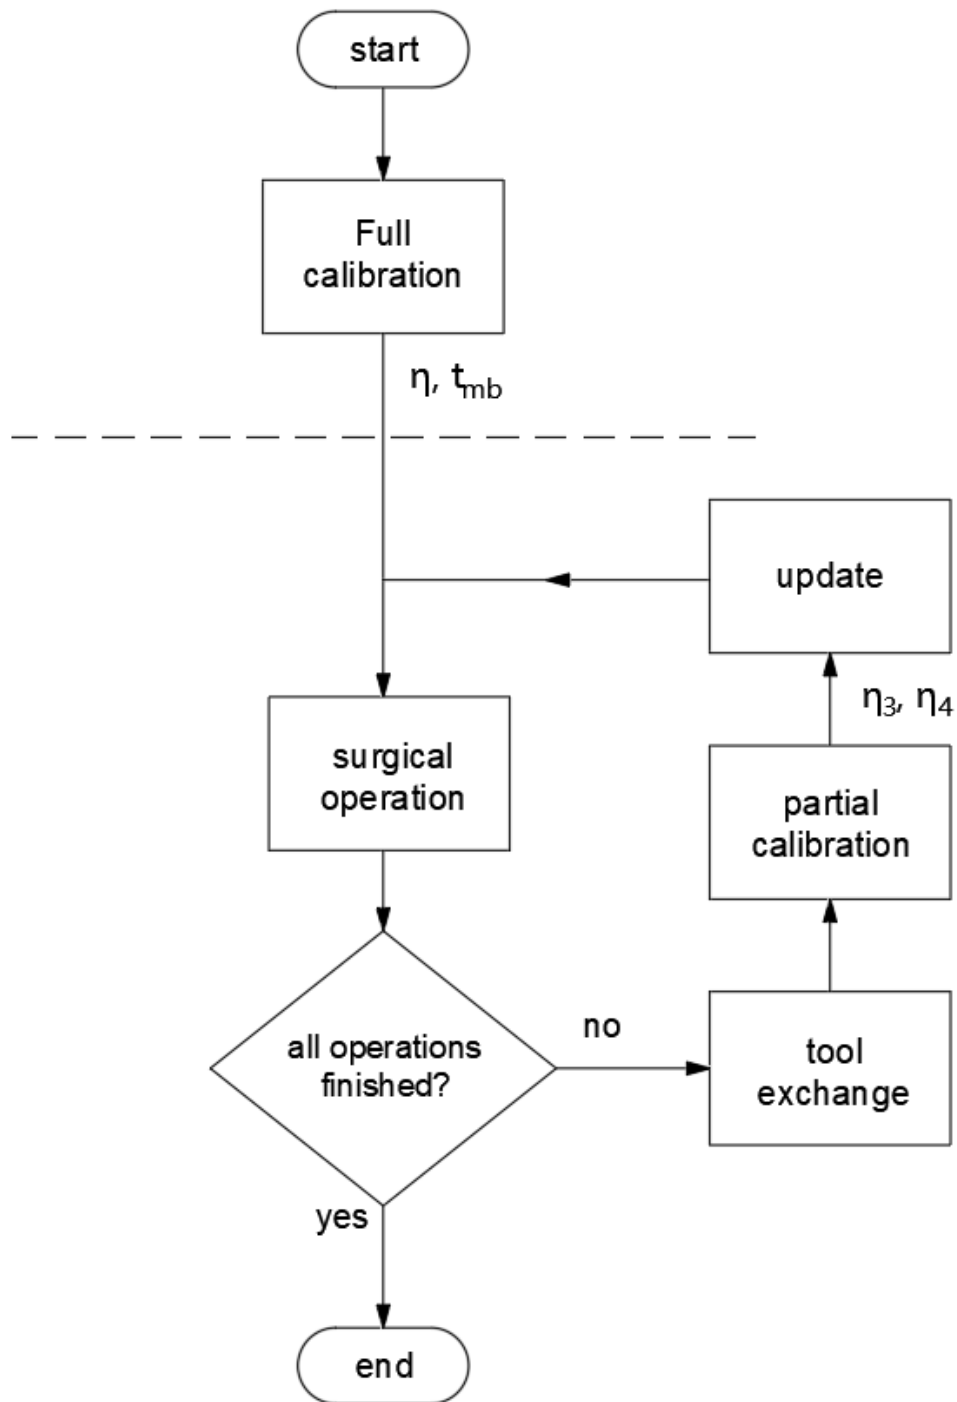 start
Full
calibration
η, tmb
update
η3, η4
surgical
operation
partial
calibration
all operations
finished?
no
tool
exchange
yes
end